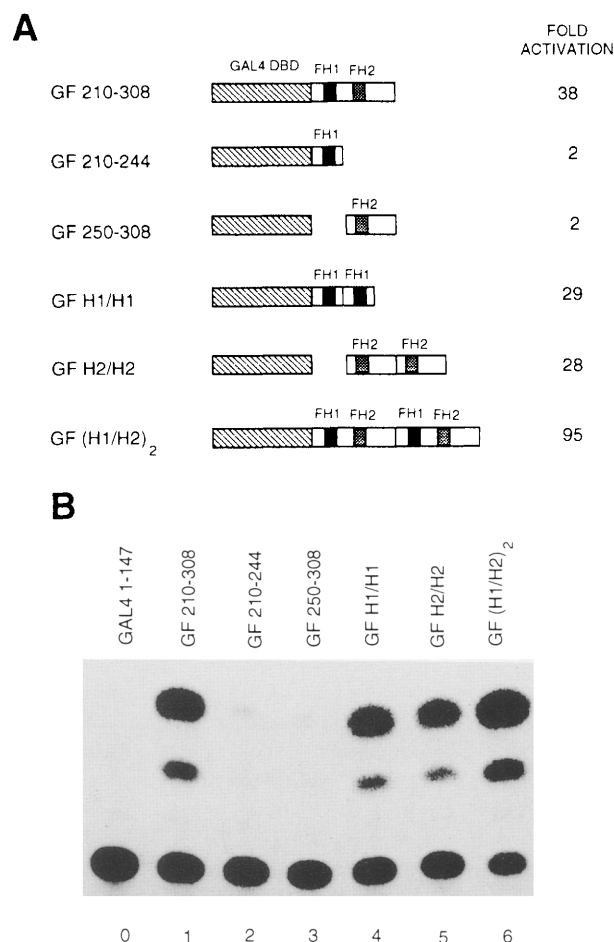 A
FOLD
ACTIVATION
GAL4 DBD FH1 FH2
GF 210-308 38
FH1
GF 210-244 2
FH2
GF 250-308 2
FH1 FH1
GF H1/H1 29
FH2 FH2
GF H2/H2 28
FH1 FH2 FH1 FH2
GF (H1/H2)2 95
B
GAL4 1-147
GF 210-308
GF 210-244
GF 250-308
GF H1/H1
GF H2/H2
GF (H1/H2)2
0 1 2 3 4 5 6